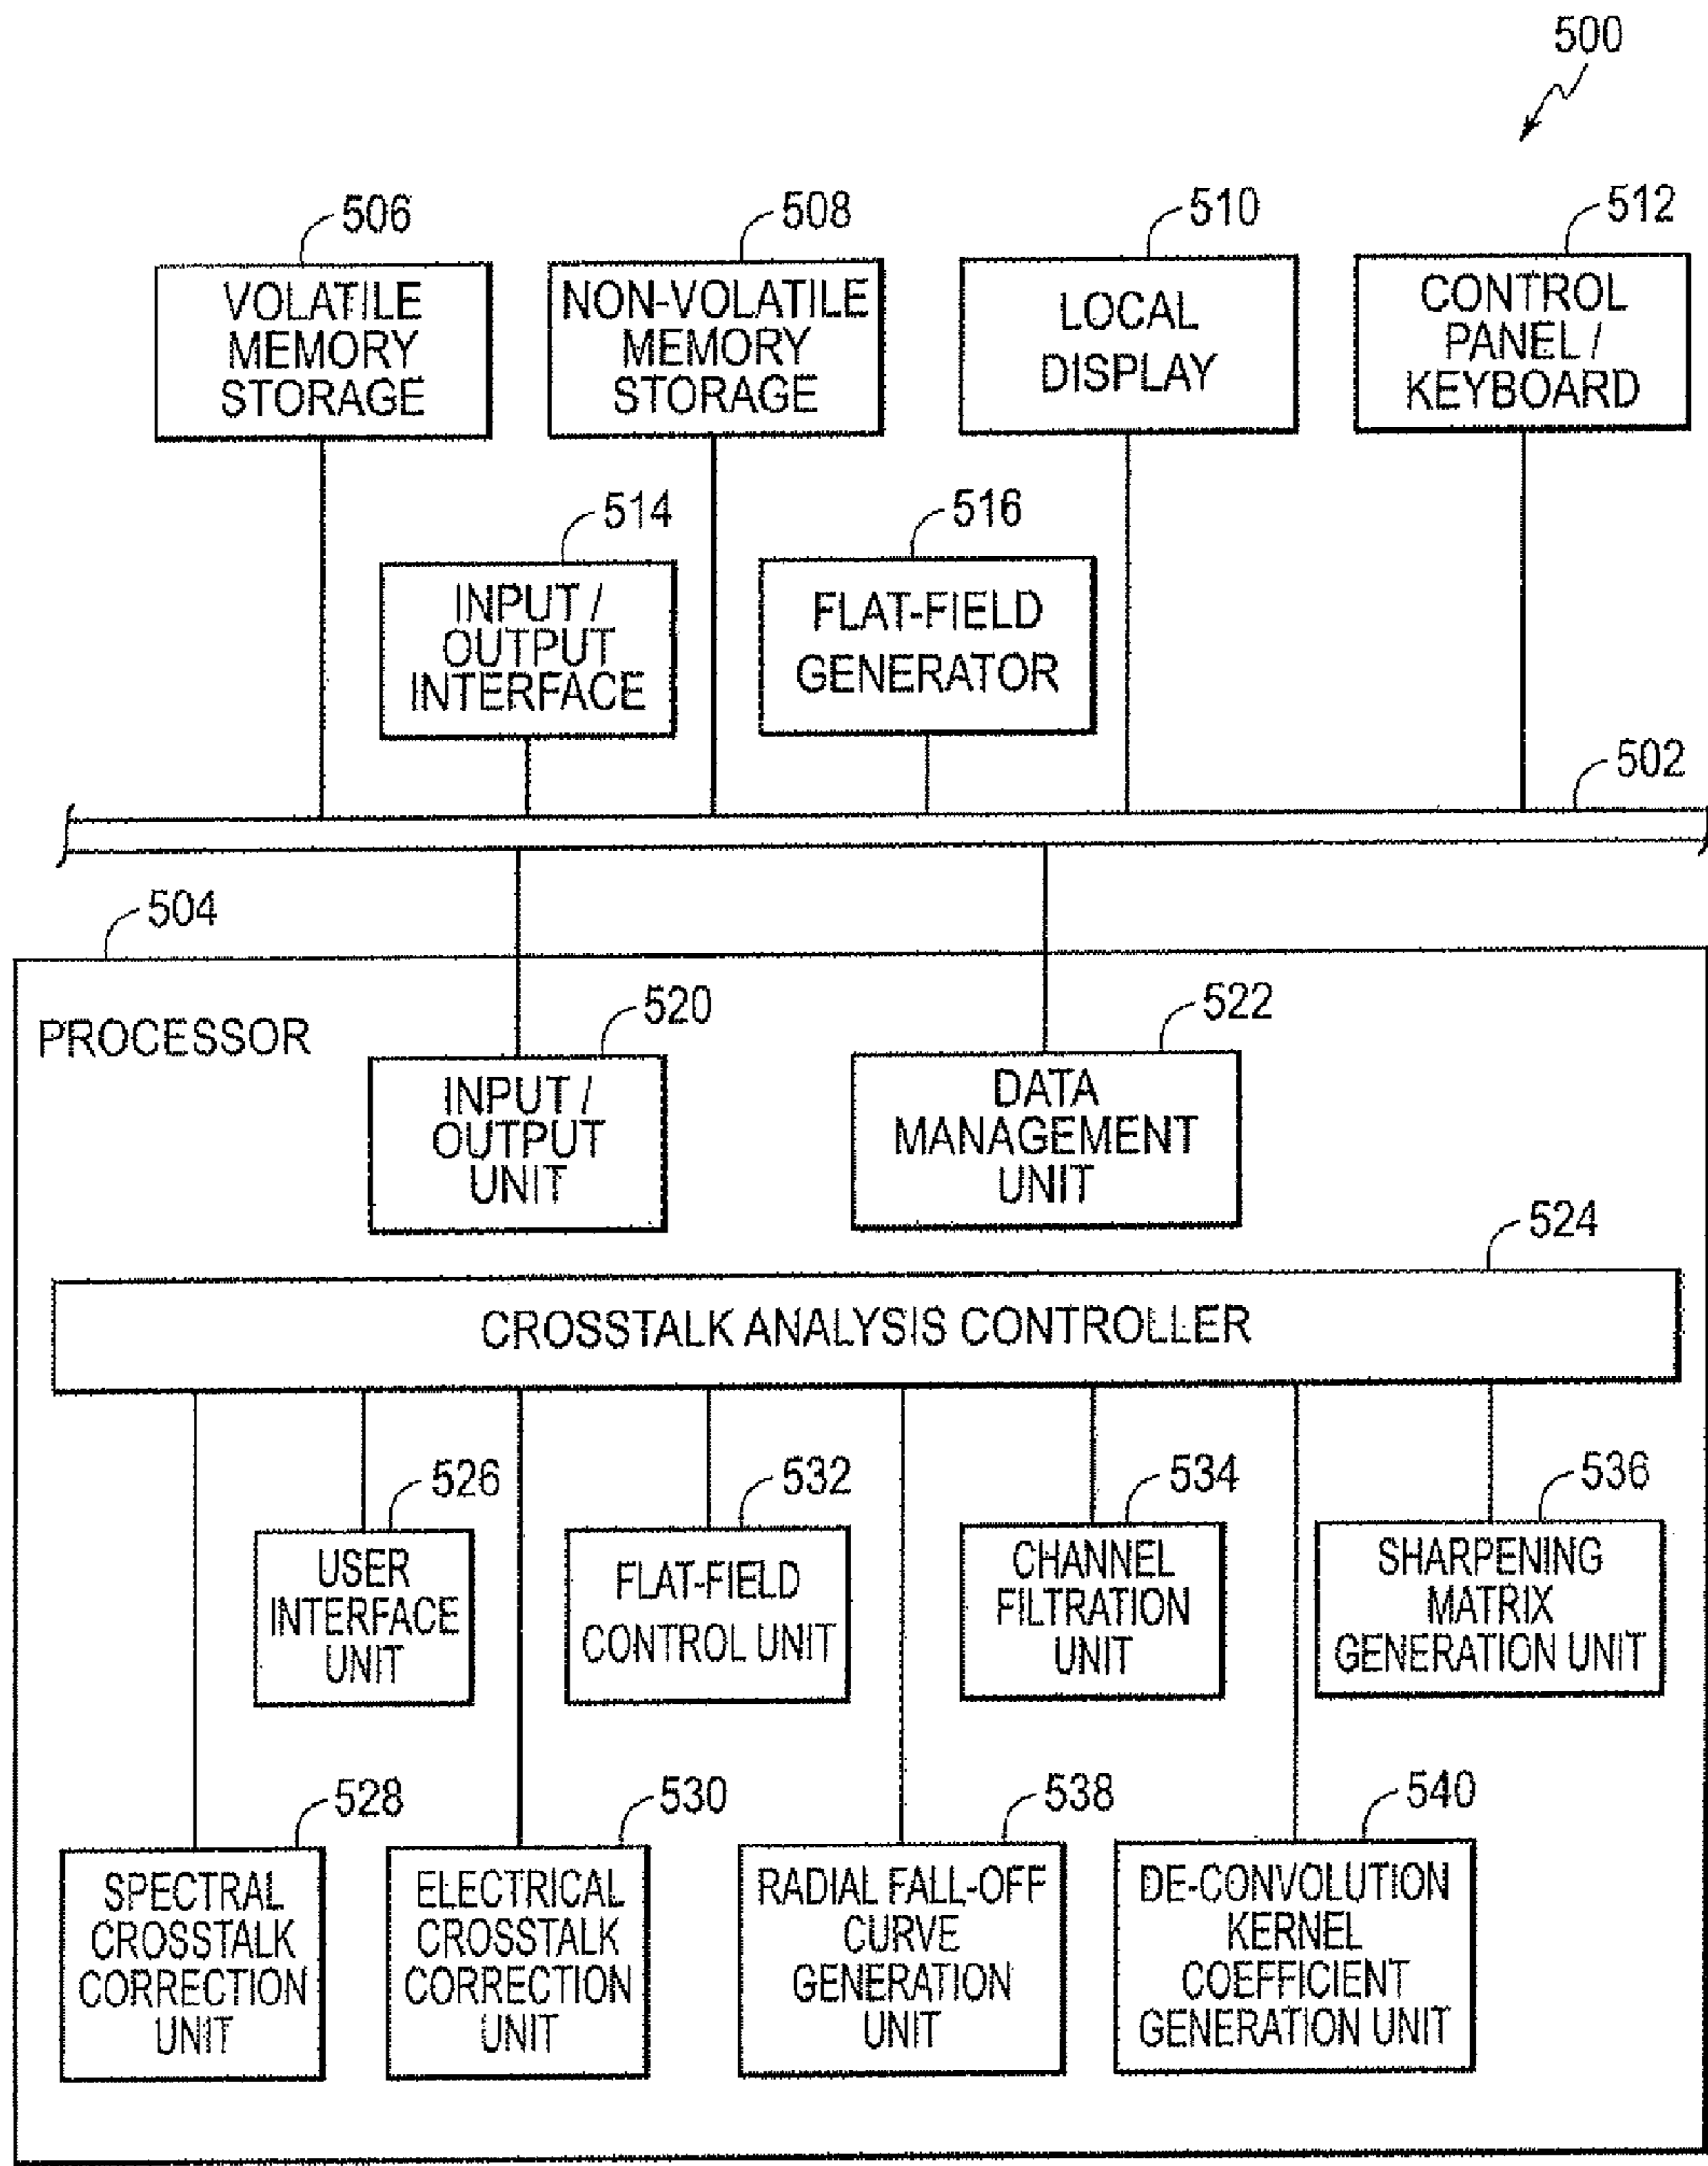 500
506
VOLATILE
MEMORY
STORAGE
508
NON-VOLATILE
MEMORY
STORAGE
510
LOCAL
DISPLAY
512
CONTROL
PANEL /
KEYBOARD
514
INPUT /
OUTPUT
INTERFACE
516
FLAT-FIELD
GENERATOR
502
504
PROCESSOR
520
INPUT /
OUTPUT
UNIT
522
DATA
MANAGEMENT
UNIT
524
CROSSTALK ANALYSIS CONTROLLER
526
USER
INTERFACE
UNIT
532
FLAT-FIELD
CONTROL UNIT
534
CHANNEL
FILTRATION
UNIT
536
SHARPENING
MATRIX
GENERATION UNIT
528
SPECTRAL
CROSSTALK
CORRECTION
UNIT
530
ELECTRICAL
CROSSTALK
CORRECTION
UNIT
538
RADIAL FALL-OFF
CURVE
GENERATION
UNIT
540
DE-CONVOLUTION
KERNEL
COEFFICIENT
GENERATION UNIT